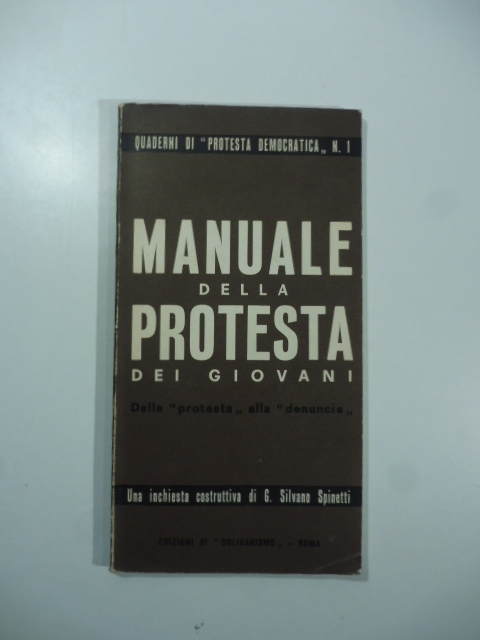 QUADERNI DI "PROTESTA DEMOCRATICA„ N. 1
MANUALE
DELLA
PROTESTA
DEI GIOVANI
Dalla "protesta„ alla "denuncia„
Una inchiesta costruttiva di G. Silvano Spinetti
EDIZIONI DI "SOLIDARISMO„ - ROMA